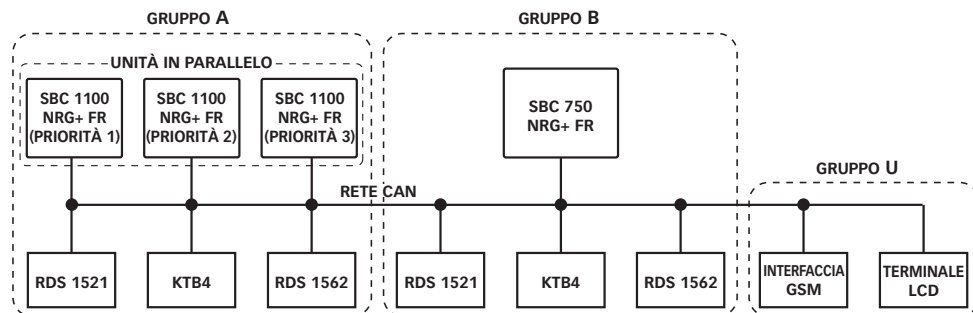 GRUPPO A
UNITÀ IN PARALLELO
SBC 1100
NRG+ FR
(PRIORITÀ 1)
SBC 1100
NRG+ FR
(PRIORITÀ 2)
SBC 1100
NRG+ FR
(PRIORITÀ 3)
GRUPPO B
SBC 750
NRG+ FR
GRUPPO U
RETE CAN
RDS 1521
KTB4
RDS 1562
RDS 1521
KTB4
RDS 1562
INTERFACCIA
GSM
TERMINALE
LCD